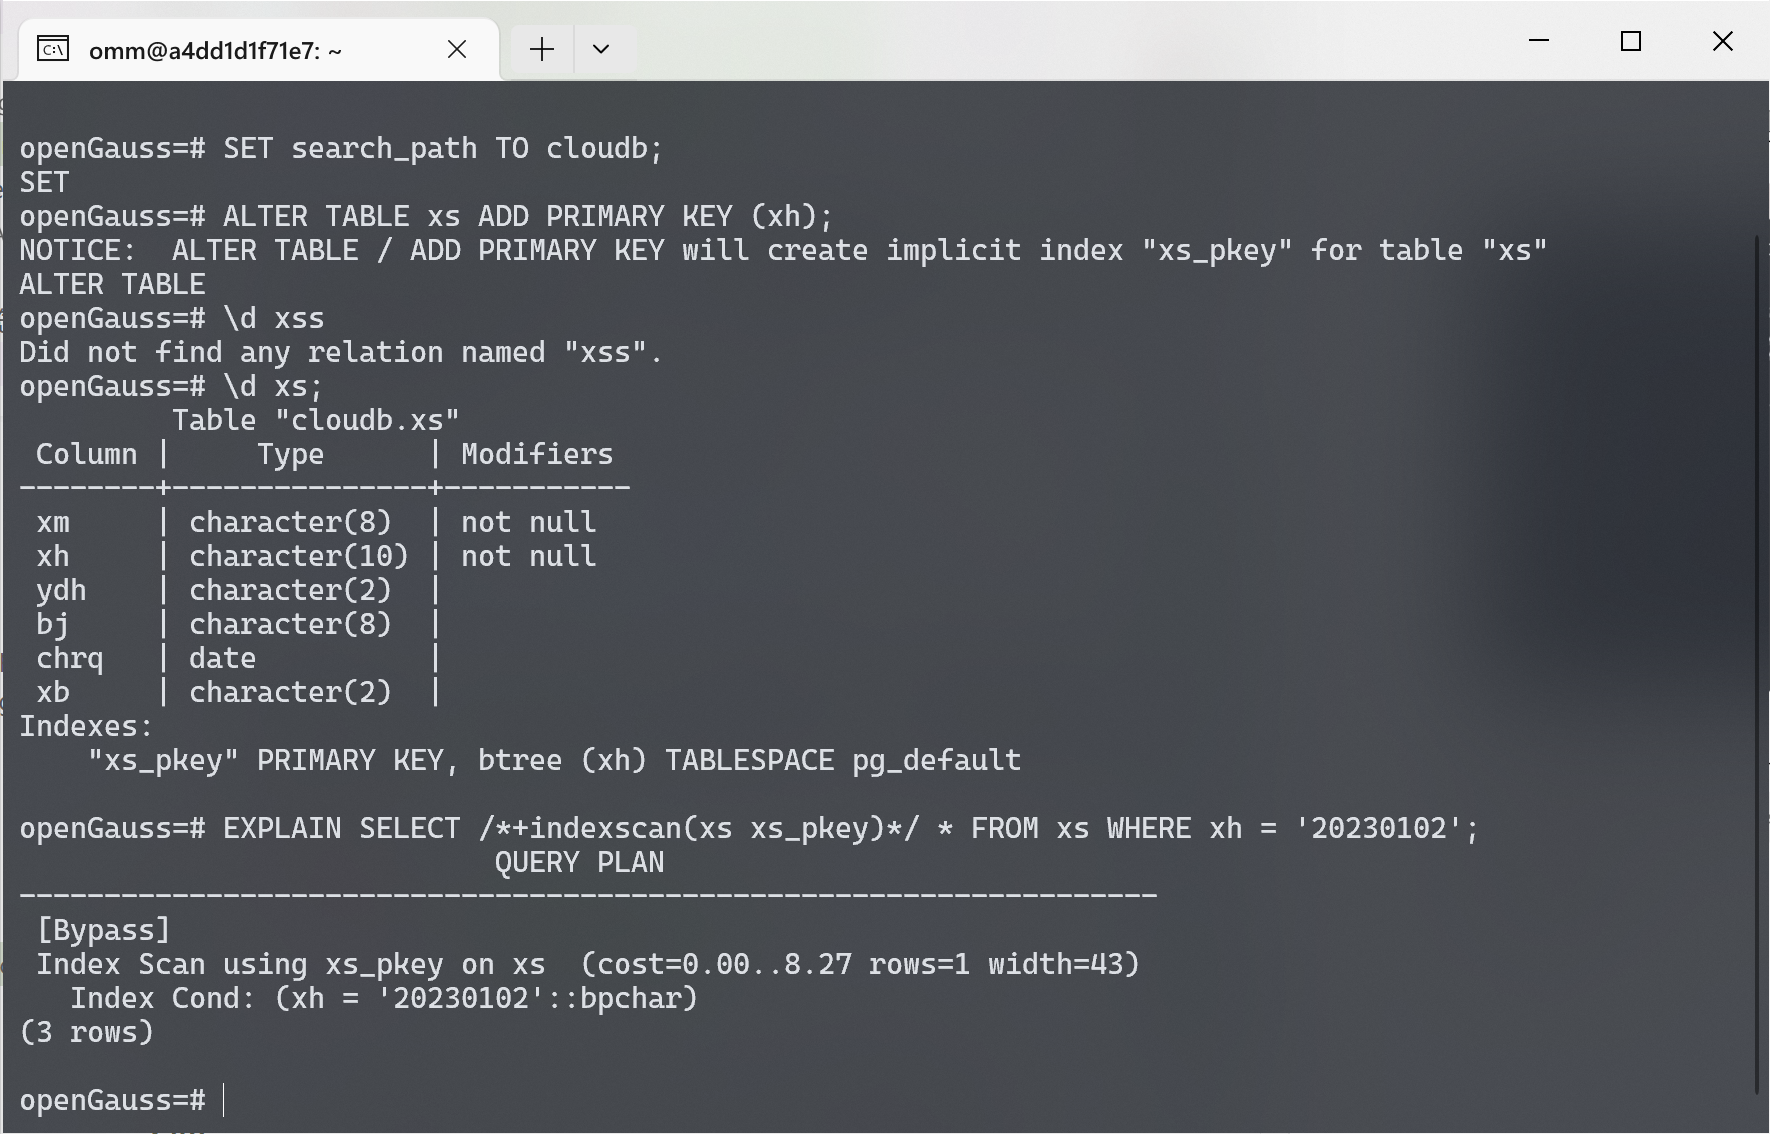 omm@a4dd1d1f71e7: ~
openGauss=# SET search_path TO cloudb;
SET
openGauss=# ALTER TABLE xs ADD PRIMARY KEY (xh);
NOTICE:  ALTER TABLE / ADD PRIMARY KEY will create implicit index "xs_pkey" for table "xs"
ALTER TABLE
openGauss=# \d xss
Did not find any relation named "xss".
openGauss=# \d xs;
         Table "cloudb.xs"
 Column |     Type      | Modifiers
--------+---------------+-----------
 xm     | character(8)  | not null
 xh     | character(10) | not null
 ydh    | character(2)  |
 bj     | character(8)  |
 chrq   | date          |
 xb     | character(2)  |
Indexes:
    "xs_pkey" PRIMARY KEY, btree (xh) TABLESPACE pg_default
openGauss=# EXPLAIN SELECT /*+indexscan(xs xs_pkey)*/ * FROM xs WHERE xh = '20230102';
                            QUERY PLAN
-------------------------------------------------------------------
 [Bypass]
 Index Scan using xs_pkey on xs  (cost=0.00..8.27 rows=1 width=43)
   Index Cond: (xh = '20230102'::bpchar)
(3 rows)
openGauss=#